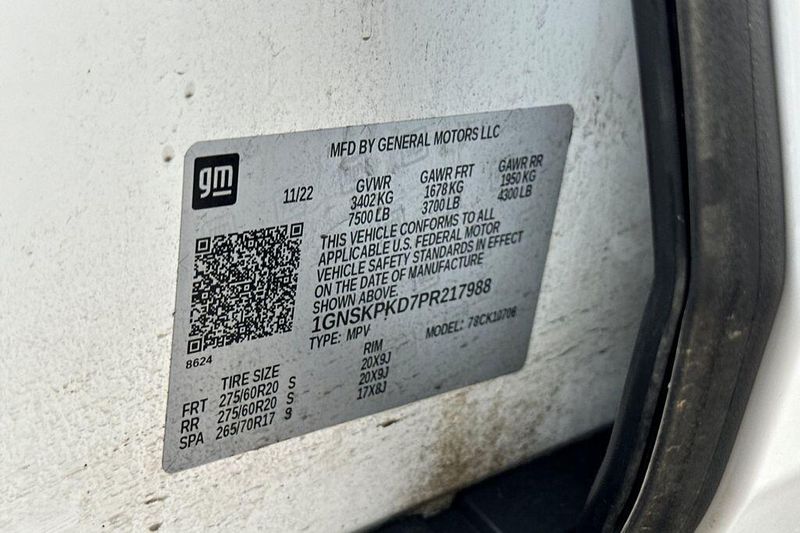 MFD BY GENERAL MOTORS LLC
gm
11/22
GVWR
3402 KG
7500 LB
GAWR FRT
1678 KG
3700 LB
GAWR RR
1950 KG
4300 LB
THIS VEHICLE CONFORMS TO ALL
APPLICABLE U.S. FEDERAL MOTOR
VEHICLE SAFETY STANDARDS IN EFFECT
ON THE DATE OF MANUFACTURE
SHOWN ABOVE.
1GNSKPKD7PR217988
TYPE: MPV MODEL: 78CK10706
8624
TIRE SIZE RIM
FRT 275/60R20 S 20X9J
RR 275/60R20 S 20X9J
SPA 265/70R17 S 17X8J